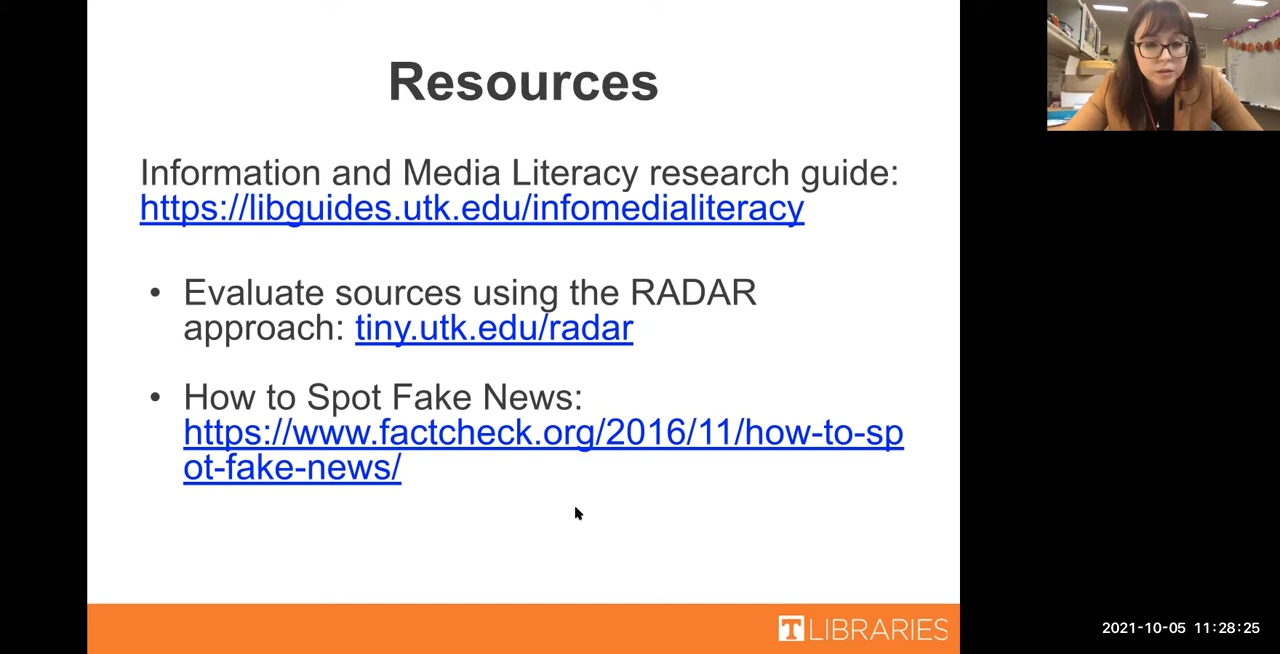 Resources
Information and Media Literacy research guide:
https://libguides.utk.edu/infomedialiteracy
• Evaluate sources using the RADAR
approach: tiny.utk.edu/radar
• How to Spot Fake News:
https://www.factcheck.org/2016/11/how-to-sp
ot-fake-news/
T LIBRARIES
2021-10-05 11:28:25